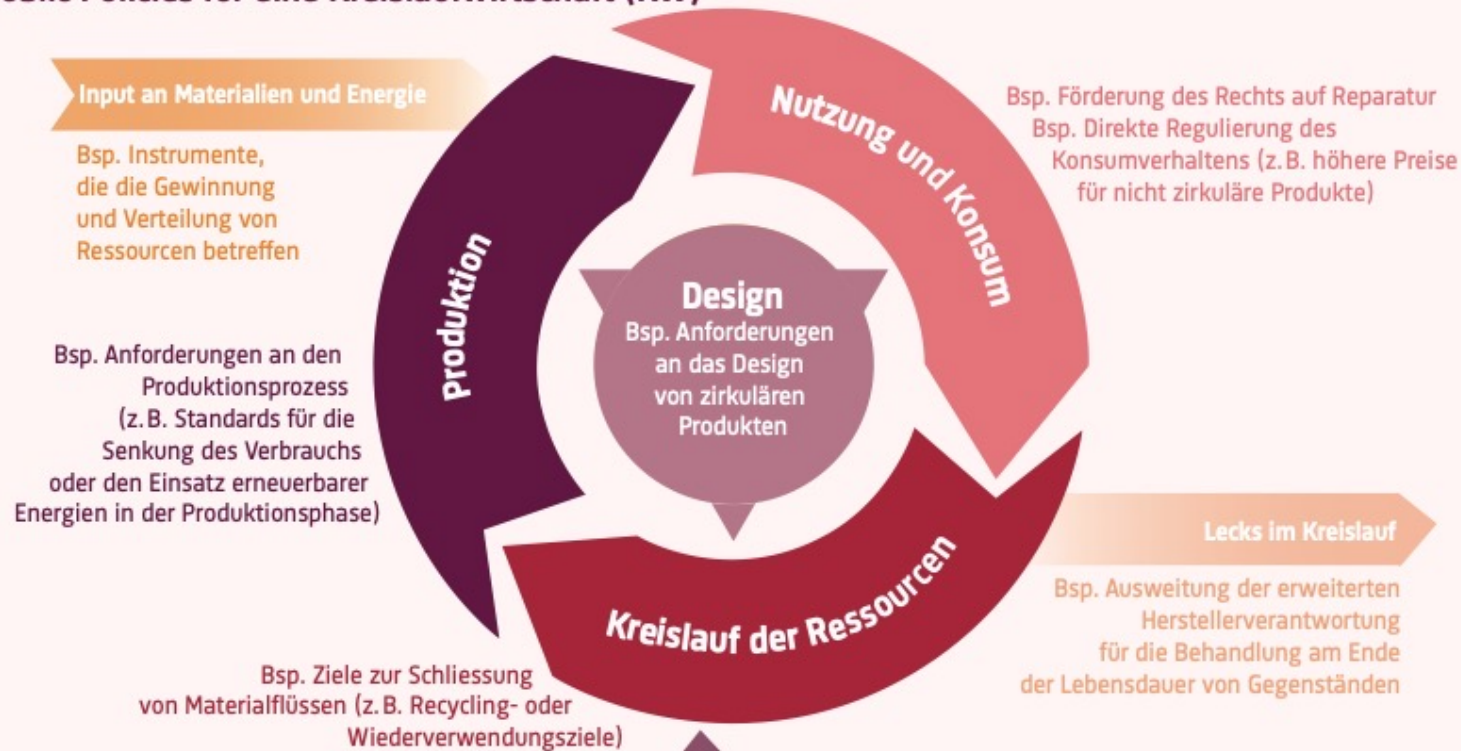 für eine
Input an Materialien und Energie
Bsp. Instrumente,
die die Gewinnung
und Verteilung von
Ressourcen betreffen
Produktion
Bsp. Anforderungen an den
Produktionsprozess
(z.B. Standards für die
Senkung des Verbrauchs
oder den Einsatz erneuerbarer
Energien in der Produktionsphase)
Nutzung und Konsum
Bsp. Förderung des Rechts auf Reparatur
Bsp. Direkte Regulierung des
Konsumverhaltens (z.B. höhere Preise
für nicht zirkuläre Produkte)
Design
Bsp. Anforderungen
an das Design
von zirkulären
Produkten
Lecks im Kreislauf
Bsp. Ausweitung der erweiterten
Herstellerverantwortung
für die Behandlung am Ende
der Lebensdauer von Gegenständen
Kreislauf der Ressourcen
Bsp. Ziele zur Schliessung
von Materialflüssen (z.B. Recycling- oder
Wiederverwendungsziele)